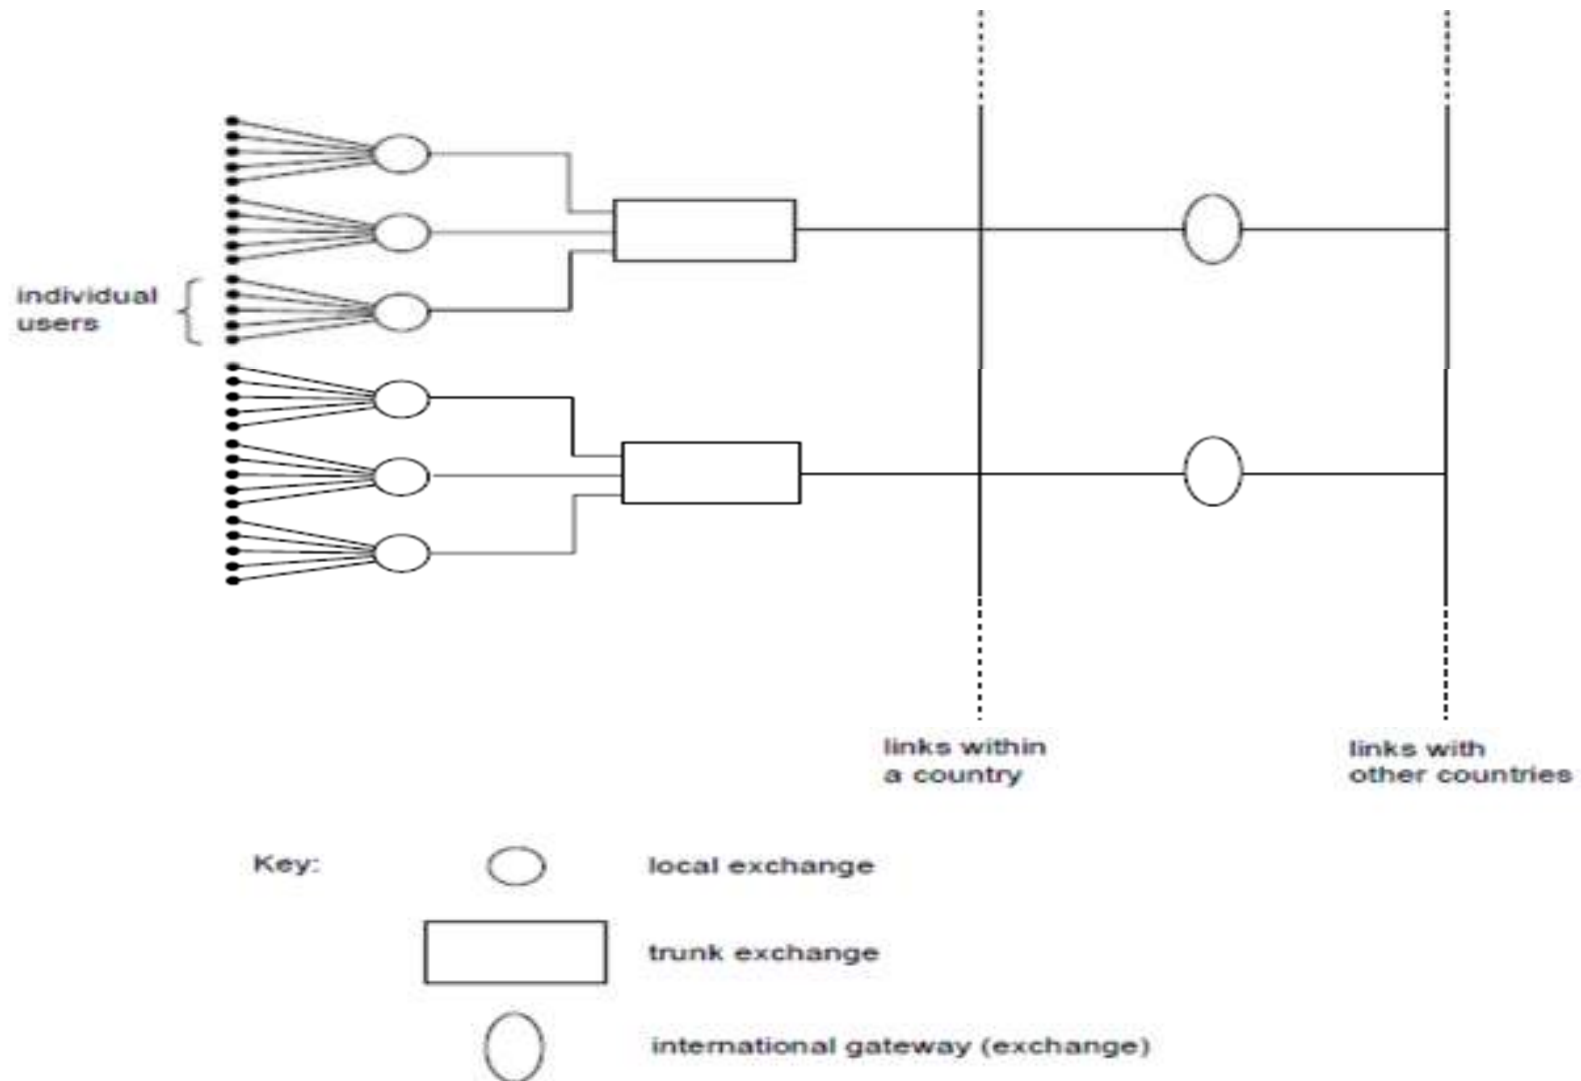 individual
users
links within
a country
links with
other countries
Key:
local exchange
trunk exchange
international gateway (exchange)